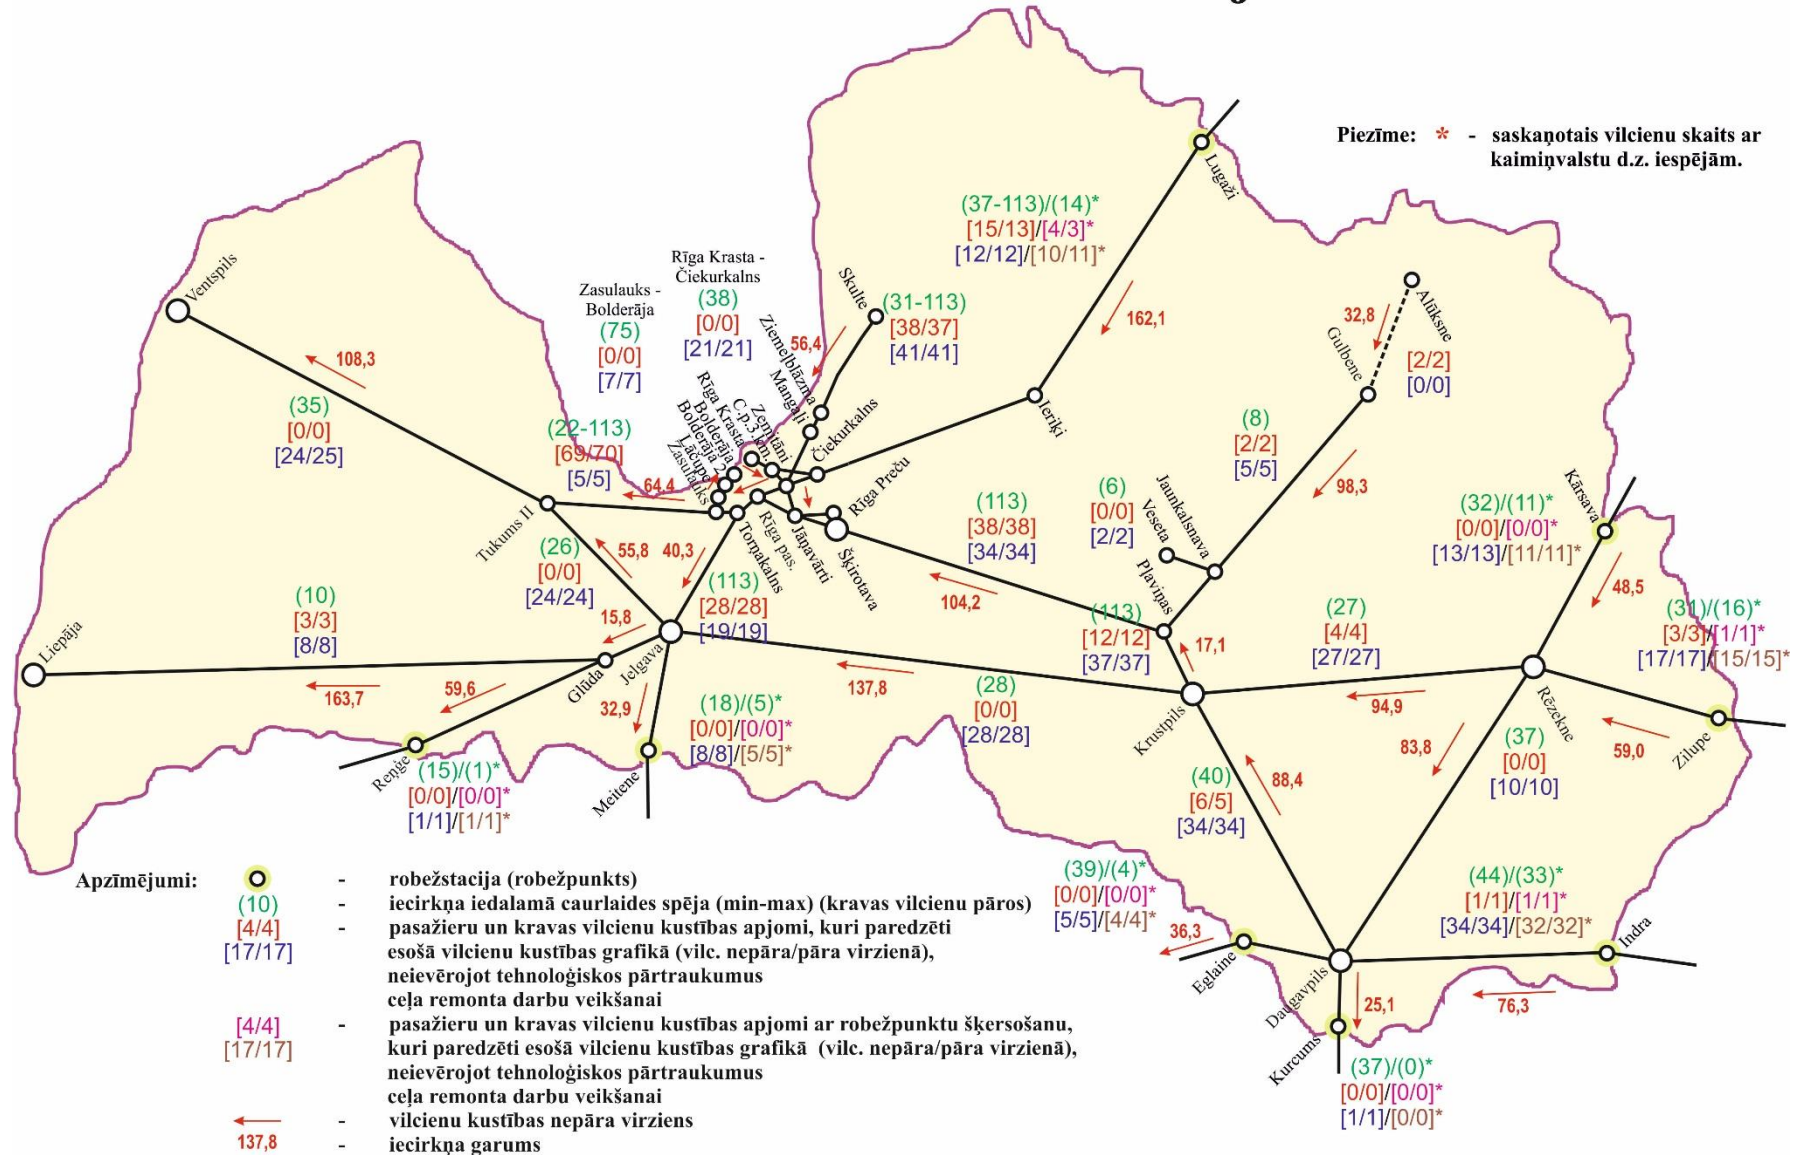 Piezīme: * - saskaņotais vilcienu skaits ar
kaimiņvalstu d.z. iespējām.
Lugaži
(37-113)/(14)*
[15/13]/[4/3]*
[12/12]/[10/11]*
162,1
Ventspils
108,3
(35)
[0/0]
[24/25]
Zasulauks -
Bolderāja
(75)
[0/0]
[7/7]
Rīga Krasta -
Čiekurkalns
(38)
[0/0]
[21/21]
Skulte
(31-113)
[38/37]
[41/41]
56,4
Ziemeļblāzma
Mangaļi
Čiekurkalns
Zemitāni
C.p.3.km.
Rīga Krasta
Bolderāja
Bolderāja 2
Lāčupe
Zasulauks
Rīga Preču
Rīga pas.
Jāņavārti
Torņakalns
Šķirotava
Ieriķi
Alūksne
32,8
Gulbene
[2/2]
[0/0]
(8)
[2/2]
[5/5]
98,3
Jaunkalsnava
Veseta
(6)
[0/0]
[2/2]
Pļaviņas
(22-113)
[69/70]
[5/5]
64,4
Tukums II
(26)
[0/0]
[24/24]
55,8
40,3
(113)
[28/28]
[19/19]
(113)
[38/38]
[34/34]
104,2
(32)/(11)*
[0/0]/[0/0]*
[13/13]/[11/11]*
Kārsava
48,5
(31)/(16)*
[3/3]/[1/1]*
[17/17]/[15/15]*
Liepāja
(10)
[3/3]
[8/8]
163,7
15,8
Glūda
Jelgava
59,6
32,9
137,8
(28)
[0/0]
[28/28]
(113)
[12/12]
[37/37]
17,1
Krustpils
(27)
[4/4]
[27/27]
94,9
Rēzekne
59,0
Zilupe
83,8
(37)
[0/0]
[10/10]
(40)
[6/5]
[34/34]
88,4
Reņģe
(15)/(1)*
[0/0]/[0/0]*
[1/1]/[1/1]*
Meitene
(18)/(5)*
[0/0]/[0/0]*
[8/8]/[5/5]*
(39)/(4)*
[0/0]/[0/0]*
[5/5]/[4/4]*
36,3
Eglaine
Daugavpils
(44)/(33)*
[1/1]/[1/1]*
[34/34]/[32/32]*
Indra
76,3
25,1
Kurcums
(37)/(0)*
[0/0]/[0/0]*
[1/1]/[0/0]*
Apzīmējumi: - robežstacija (robežpunkts)
(10) - iecirkņa iedalamā caurlaides spēja (min-max) (kravas vilcienu pāros)
[4/4] - pasažieru un kravas vilcienu kustības apjomi, kuri paredzēti
[17/17] esošā vilcienu kustības grafikā (vilc. nepāra/pāra virzienā),
neievērojot tehnoloģiskos pārtraukumus
ceļa remonta darbu veikšanai
[4/4] - pasažieru un kravas vilcienu kustības apjomi ar robežpunktu šķersošanu,
[17/17] kuri paredzēti esošā vilcienu kustības grafikā (vilc. nepāra/pāra virzienā),
neievērojot tehnoloģiskos pārtraukumus
ceļa remonta darbu veikšanai
- vilcienu kustības nepāra virziens
137,8 - iecirkņa garums